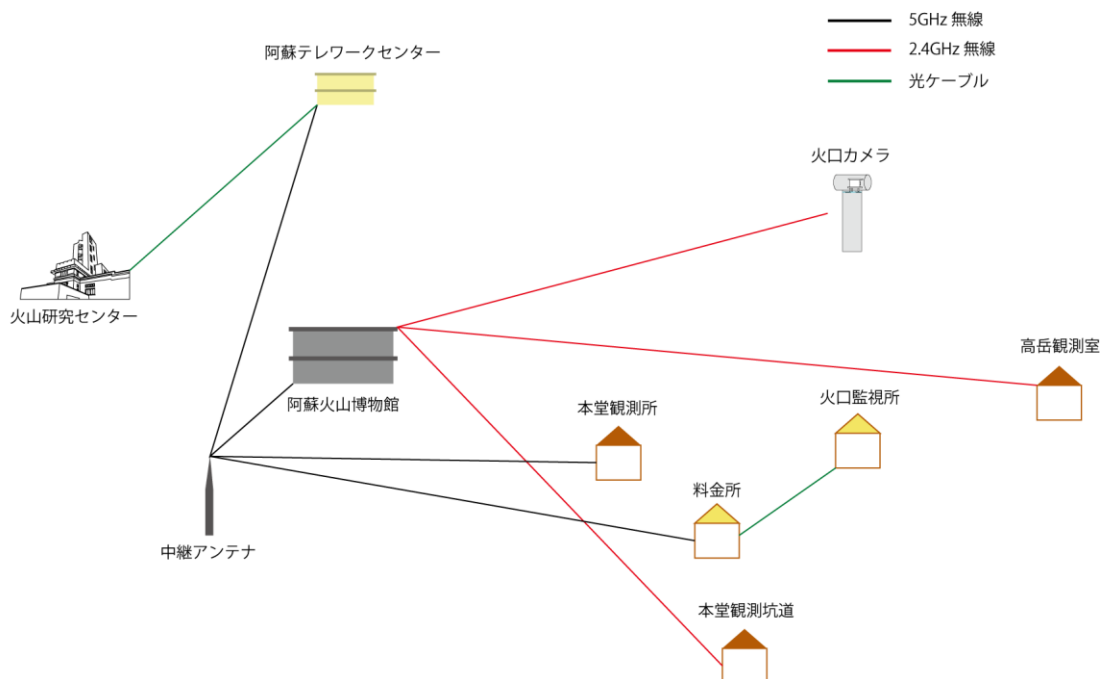 5GHz 無線
2.4GHz 無線
光ケーブル
阿蘇テレワークセンター
火口カメラ
火山研究センター
高岳観測室
阿蘇火山博物館
本堂観測所
火口監視所
料金所
中継アンテナ
本堂観測坑道